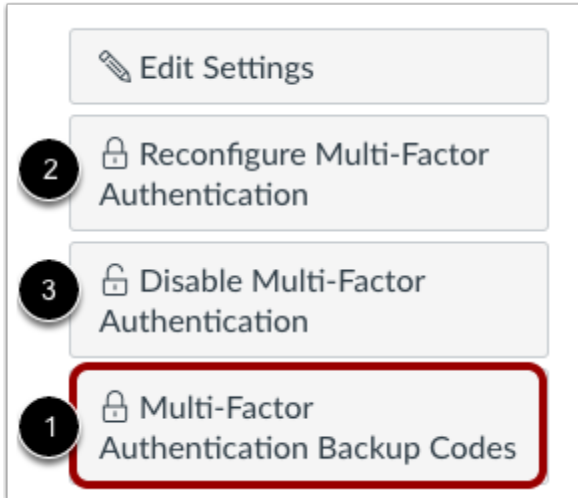 Edit Settings
2
Reconfigure Multi-Factor
Authentication
3
Disable Multi-Factor
Authentication
1
Multi-Factor
Authentication Backup Codes